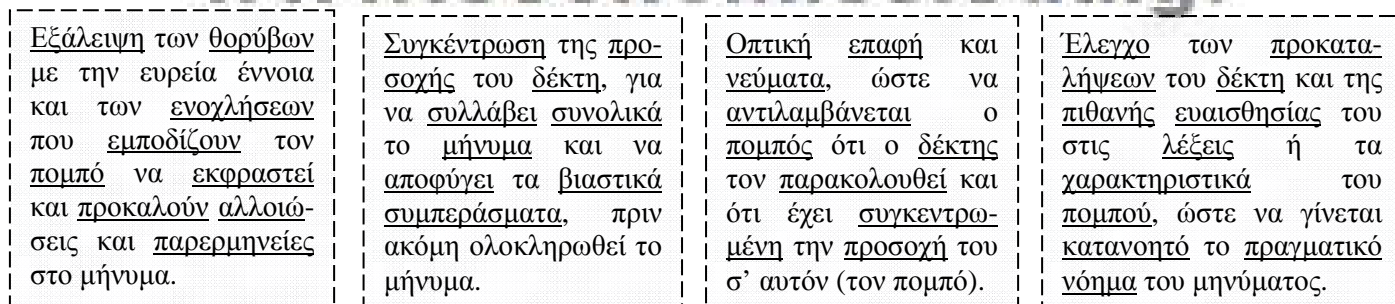 Εξάλειψη των θορύβων
με την ευρεία έννοια
και των ενοχλήσεων
που εμποδίζουν τον
πομπό να εκφραστεί
και προκαλούν αλλοιώ-
σεις και παρερμηνείες
στο μήνυμα.
Συγκέντρωση της προ-
σοχής του δέκτη, για
να συλλάβει συνολικά
το μήνυμα και να
αποφύγει τα βιαστικά
συμπεράσματα, πριν
ακόμη ολοκληρωθεί το
μήνυμα.
Οπτική επαφή και
νεύματα, ώστε να
αντιλαμβάνεται ο
πομπός ότι ο δέκτης
τον παρακολουθεί και
ότι έχει συγκεντρω-
μένη την προσοχή του
σ’ αυτόν (τον πομπό).
Έλεγχο των προκατα-
λήψεων του δέκτη και της
πιθανής ευαισθησίας του
στις λέξεις ή τα
χαρακτηριστικά του
πομπού, ώστε να γίνεται
κατανοητό το πραγματικό
νόημα του μηνύματος.